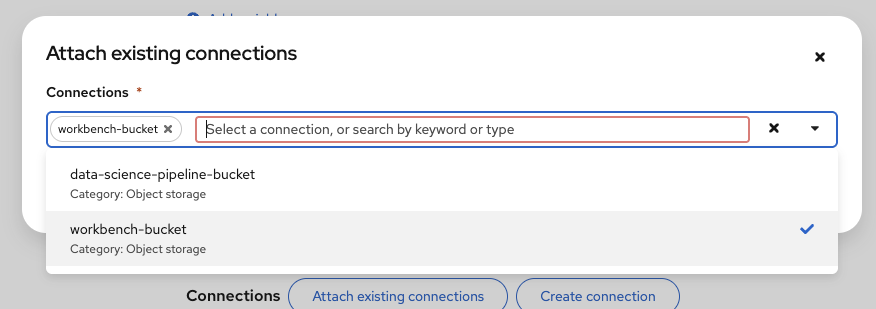 Attach existing connections
Connections *
workbench-bucket
Select a connection, or search by keyword or type
data-science-pipeline-bucket
Category: Object storage
workbench-bucket
Category: Object storage
Connections
Attach existing connections
Create connection